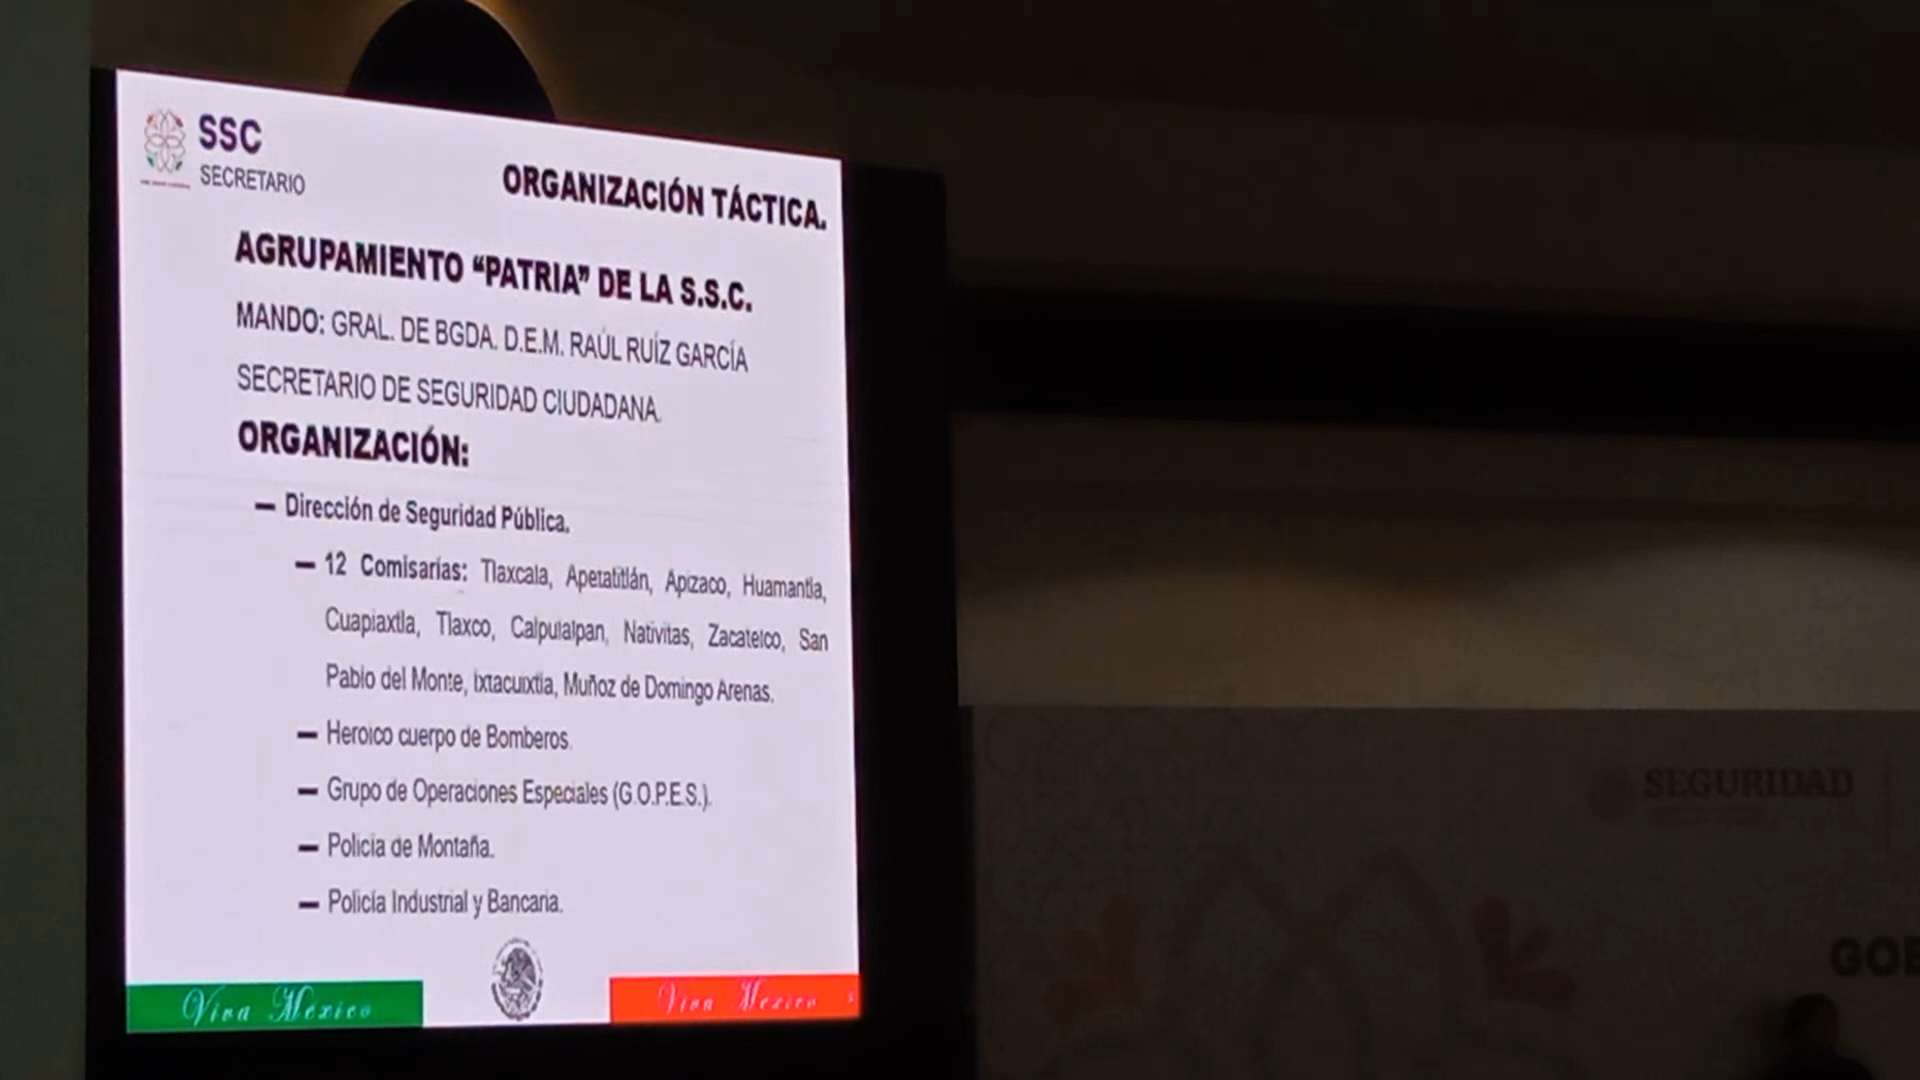 SSC
SECRETARIO
ORGANIZACIÓN TÁCTICA.
AGRUPAMIENTO “PATRIA” DE LA S.S.C.
MANDO: GRAL. DE BGDA. D.E.M. RAÚL RUÍZ GARCÍA
SECRETARIO DE SEGURIDAD CIUDADANA.
ORGANIZACIÓN:
– Dirección de Seguridad Pública.
– 12 Comisarías: Tlaxcala, Apetatitlán, Apizaco, Huamantla,
Cuapiaxtla, Tlaxco, Calpulalpan, Nativitas, Zacatelco, San
Pablo del Monte, Ixtacuixtla, Muñoz de Domingo Arenas.
– Heroico cuerpo de Bomberos.
– Grupo de Operaciones Especiales (G.O.P.E.S.).
– Policía de Montaña.
– Policía Industrial y Bancaria.
Viva México
Viva México
SEGURIDAD
GOB